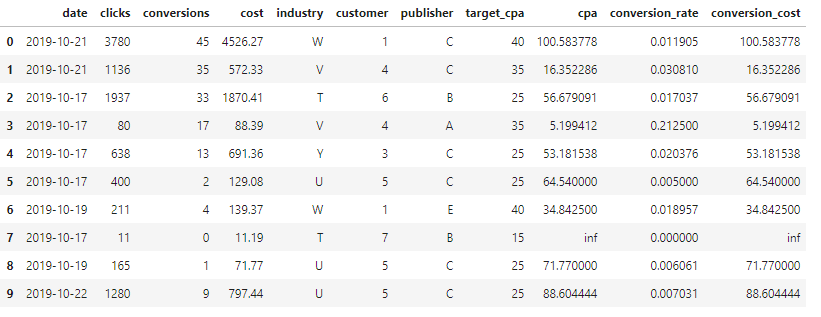 date clicks conversions cost industry customer publisher target_cpa cpa conversion_rate conversion_cost
0 2019-10-21 3780 45 4526.27 W 1 C 40 100.583778 0.011905 100.583778
1 2019-10-21 1136 35 572.33 V 4 C 35 16.352286 0.030810 16.352286
2 2019-10-17 1937 33 1870.41 T 6 B 25 56.679091 0.017037 56.679091
3 2019-10-17 80 17 88.39 V 4 A 35 5.199412 0.212500 5.199412
4 2019-10-17 638 13 691.36 Y 3 C 25 53.181538 0.020376 53.181538
5 2019-10-17 400 2 129.08 U 5 C 25 64.540000 0.005000 64.540000
6 2019-10-19 211 4 139.37 W 1 E 40 34.842500 0.018957 34.842500
7 2019-10-17 11 0 11.19 T 7 B 15 inf 0.000000 inf
8 2019-10-19 165 1 71.77 U 5 C 25 71.770000 0.006061 71.770000
9 2019-10-22 1280 9 797.44 U 5 C 25 88.604444 0.007031 88.604444